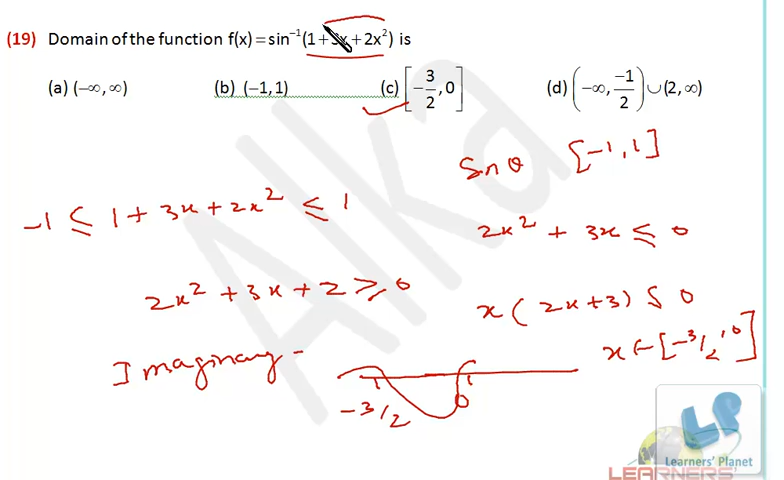 (19) Domain of the function f(x) = sin⁻¹(1+3x+2x²) is
(a) (−∞, ∞) (b) (−1, 1) (c) [−3/2, 0] (d) (−∞, −1/2) ∪ (2, ∞)
Sin θ [−1, 1]
−1 ≤ 1 + 3x + 2x² ≤ 1
2x² + 3x ≤ 0
2x² + 3x + 2 ≥ 0
x(2x+3) ≤ 0
Imaginary −
x ∈ [−3/2, 0]
−3/2 0
Alka
LP
Learners' Planet
LEARNERS'